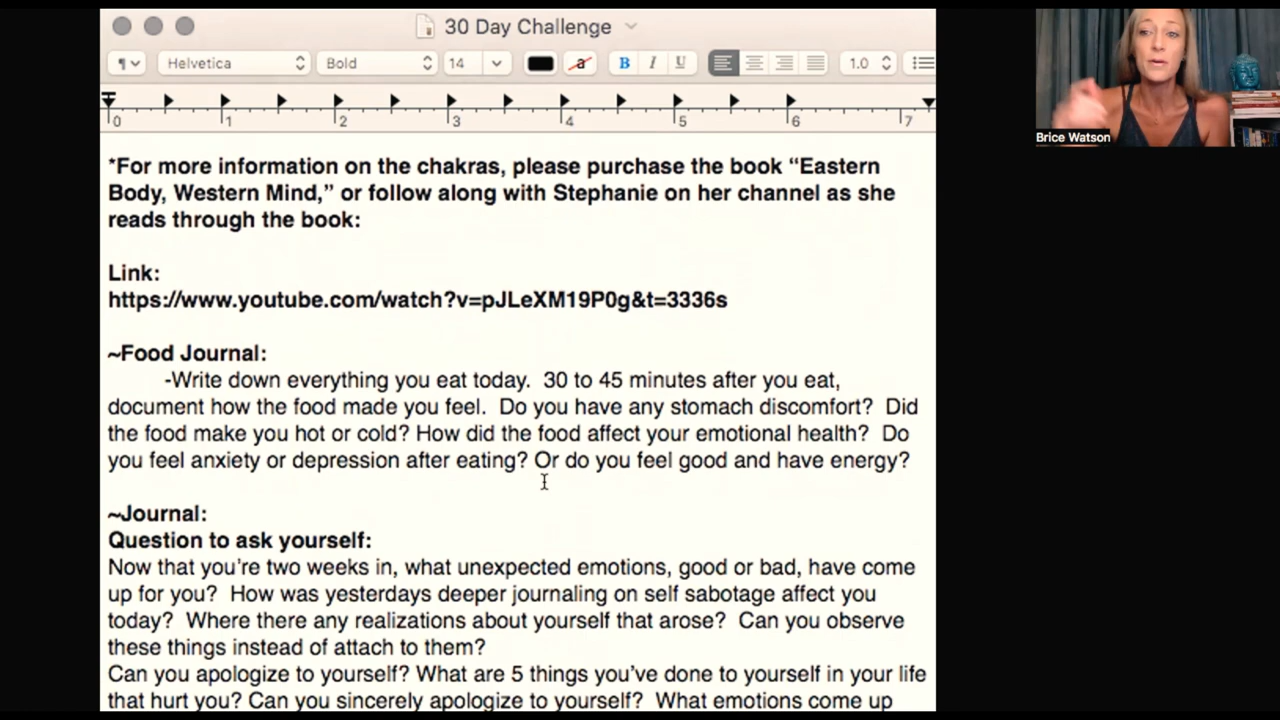 30 Day Challenge
Helvetica Bold 14 a B I U 1.0
0 1 2 3 4 5 6 7
*For more information on the chakras, please purchase the book “Eastern
Body, Western Mind,” or follow along with Stephanie on her channel as she
reads through the book:
Link:
https://www.youtube.com/watch?v=pJLeXM19P0g&t=3336s
~Food Journal:
-Write down everything you eat today.  30 to 45 minutes after you eat,
document how the food made you feel.  Do you have any stomach discomfort?  Did
the food make you hot or cold? How did the food affect your emotional health?  Do
you feel anxiety or depression after eating? Or do you feel good and have energy?
~Journal:
Question to ask yourself:
Now that you’re two weeks in, what unexpected emotions, good or bad, have come
up for you?  How was yesterdays deeper journaling on self sabotage affect you
today?  Where there any realizations about yourself that arose?  Can you observe
these things instead of attach to them?
Can you apologize to yourself? What are 5 things you’ve done to yourself in your life
that hurt you? Can you sincerely apologize to yourself?  What emotions come up
Brice Watson